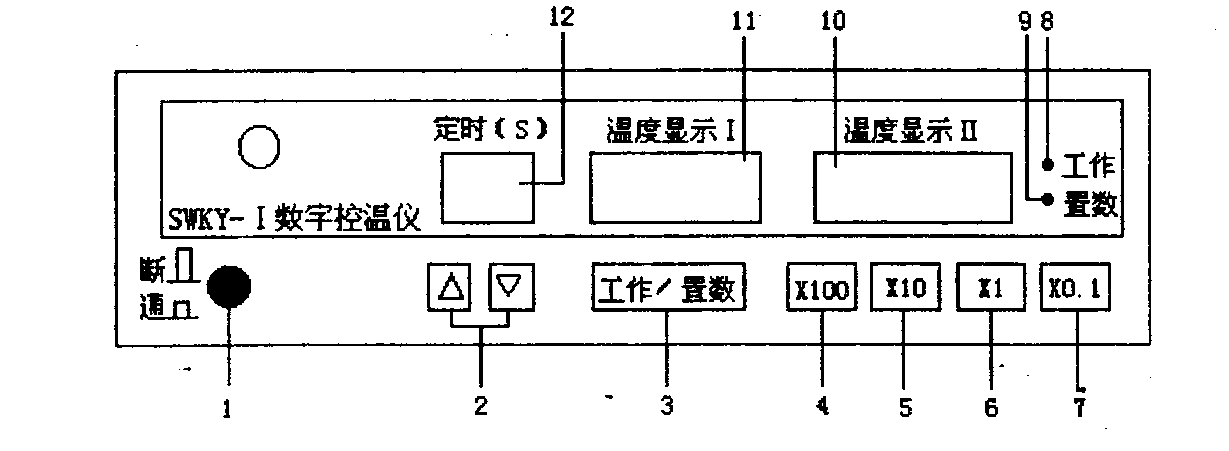 12 11 10 9 8
定时(S) 温度显示Ⅰ 温度显示Ⅱ
工作
置数
SWKY-Ⅰ数字控温仪
断
通
△ ▽ 工作/置数 X100 X10 X1 X0.1
1 2 3 4 5 6 7